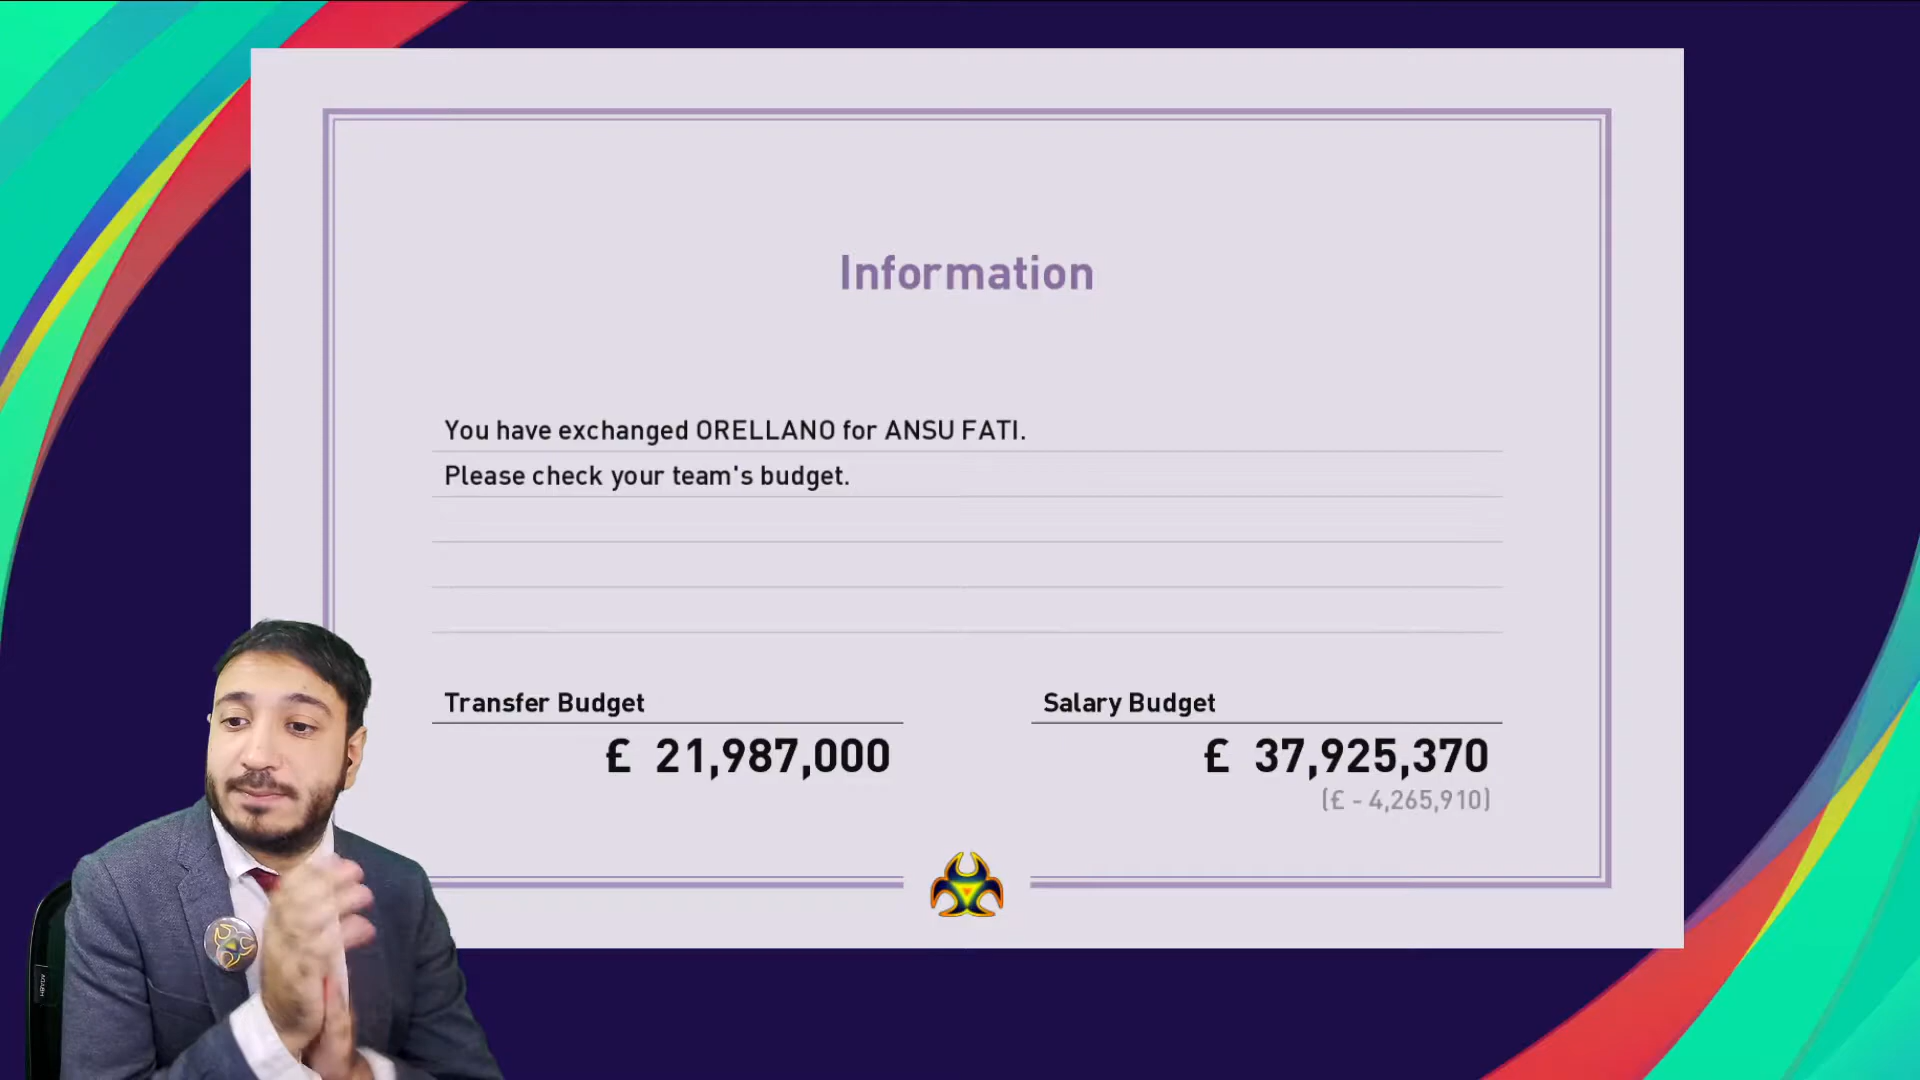 Information
You have exchanged ORELLANO for ANSU FATI.
Please check your team's budget.
Transfer Budget
£ 21,987,000
Salary Budget
£ 37,925,370
(£ - 4,265,910)